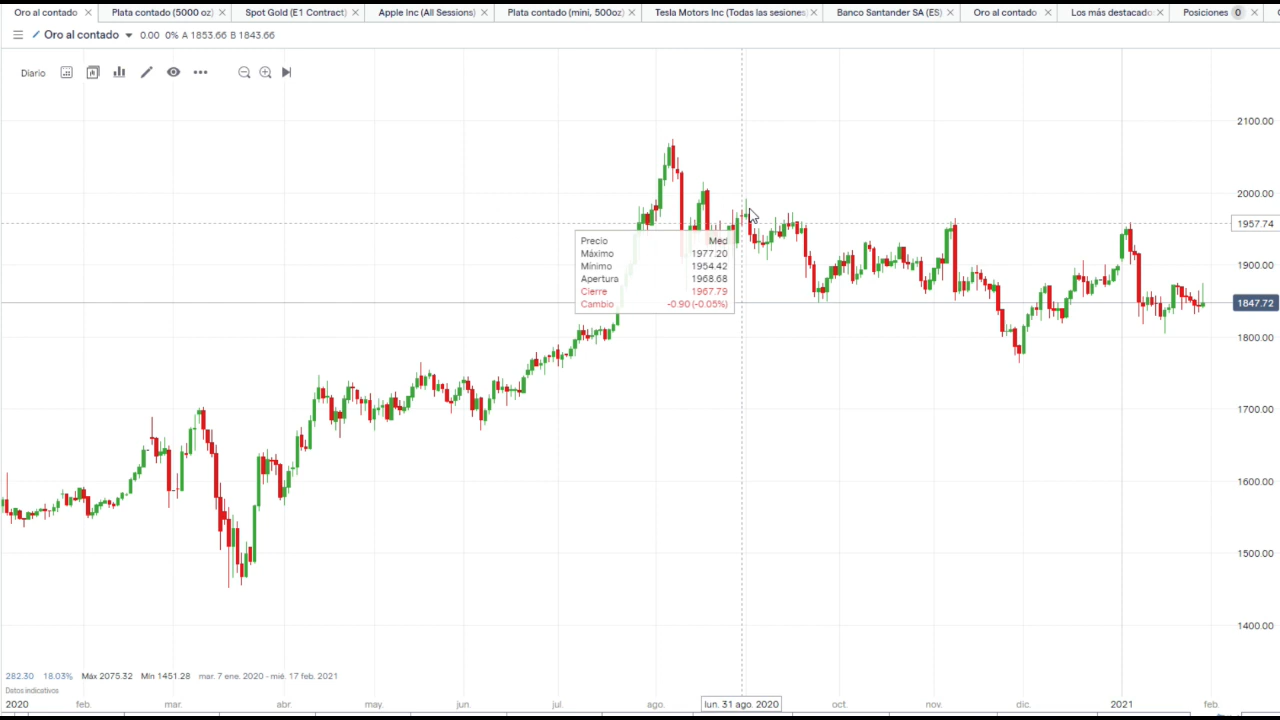 Oro al contado Plata contado (5000 oz) Spot Gold (E1 Contract) Apple Inc (All Sessions) Plata contado (mini, 500oz) Tesla Motors Inc (Todas las sesiones Banco Santander SA (ES) Oro al contado Los más destacado Posiciones 0
Oro al contado 0.00 0% A 1853.66 B 1843.66
Diario
2100.00
2000.00
1957.74
1900.00
1847.72
1800.00
1700.00
1600.00
1500.00
1400.00
Precio Med
Máximo 1977.20
Mínimo 1954.42
Apertura 1968.68
Cierre 1967.79
Cambio -0.90 (-0.05%)
282.30 18.03% Máx 2075.32 Mín 1451.28 mar. 7 ene. 2020 - mié. 17 feb. 2021
Datos indicativos
2020 feb. mar. abr. may. jun. jul. ago. lun. 31 ago. 2020 oct. nov. dic. 2021 feb.